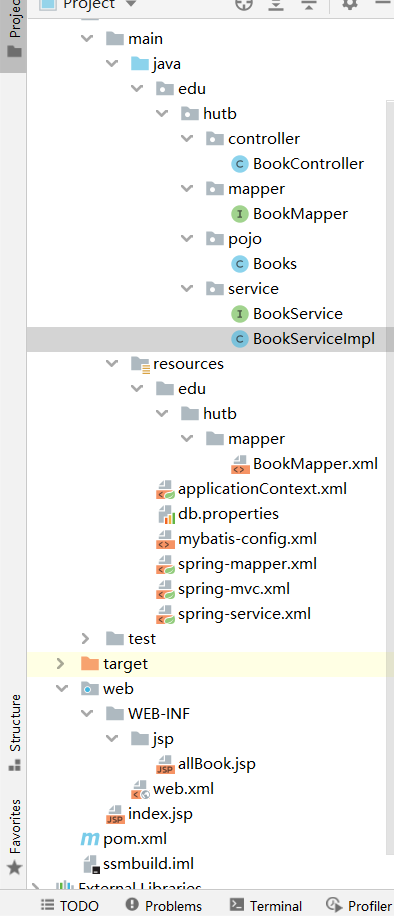 Project
Project
main
java
edu
hutb
controller
BookController
mapper
BookMapper
pojo
Books
service
BookService
BookServiceImpl
resources
edu
hutb
mapper
BookMapper.xml
applicationContext.xml
db.properties
mybatis-config.xml
spring-mapper.xml
spring-mvc.xml
spring-service.xml
test
target
web
WEB-INF
jsp
allBook.jsp
web.xml
index.jsp
pom.xml
ssmbuild.iml
External Libraries
Structure
Favorites
TODO
Problems
Terminal
Profiler